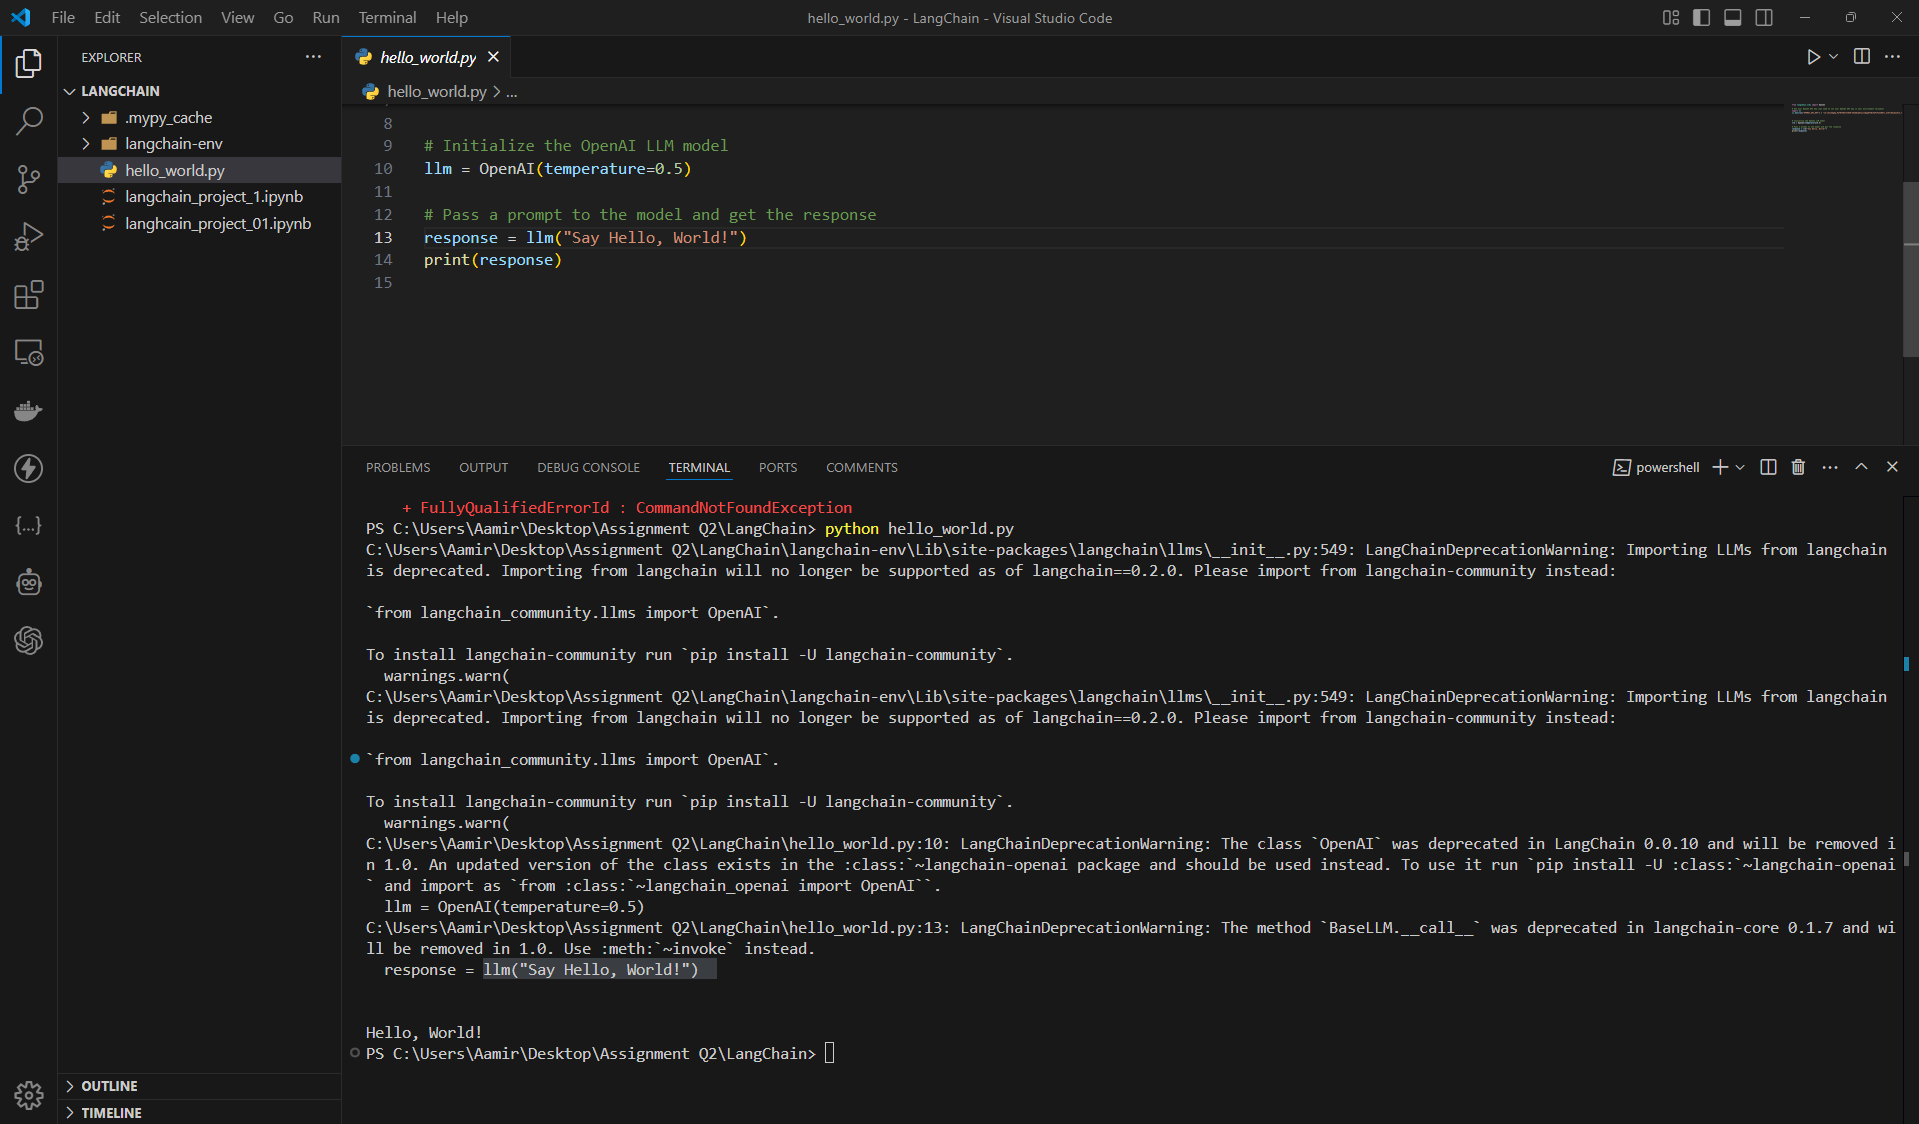 File Edit Selection View Go Run Terminal Help
hello_world.py - LangChain - Visual Studio Code
EXPLORER
LANGCHAIN
.mypy_cache
langchain-env
hello_world.py
langchain_project_1.ipynb
langhcain_project_01.ipynb
OUTLINE
TIMELINE
hello_world.py
hello_world.py > ...
8
9 # Initialize the OpenAI LLM model
10 llm = OpenAI(temperature=0.5)
11
12 # Pass a prompt to the model and get the response
13 response = llm("Say Hello, World!")
14 print(response)
15
PROBLEMS OUTPUT DEBUG CONSOLE TERMINAL PORTS COMMENTS
powershell
+ FullyQualifiedErrorId : CommandNotFoundException
PS C:\Users\Aamir\Desktop\Assignment Q2\LangChain> python hello_world.py
C:\Users\Aamir\Desktop\Assignment Q2\LangChain\langchain-env\Lib\site-packages\langchain\llms\__init__.py:549: LangChainDeprecationWarning: Importing LLMs from langchain
is deprecated. Importing from langchain will no longer be supported as of langchain==0.2.0. Please import from langchain-community instead:
`from langchain_community.llms import OpenAI`.
To install langchain-community run `pip install -U langchain-community`.
warnings.warn(
C:\Users\Aamir\Desktop\Assignment Q2\LangChain\langchain-env\Lib\site-packages\langchain\llms\__init__.py:549: LangChainDeprecationWarning: Importing LLMs from langchain
is deprecated. Importing from langchain will no longer be supported as of langchain==0.2.0. Please import from langchain-community instead:
`from langchain_community.llms import OpenAI`.
To install langchain-community run `pip install -U langchain-community`.
warnings.warn(
C:\Users\Aamir\Desktop\Assignment Q2\LangChain\hello_world.py:10: LangChainDeprecationWarning: The class `OpenAI` was deprecated in LangChain 0.0.10 and will be removed i
n 1.0. An updated version of the class exists in the :class:`~langchain-openai package and should be used instead. To use it run `pip install -U :class:`~langchain-openai
` and import as `from :class:`~langchain_openai import OpenAI``.
llm = OpenAI(temperature=0.5)
C:\Users\Aamir\Desktop\Assignment Q2\LangChain\hello_world.py:13: LangChainDeprecationWarning: The method `BaseLLM.__call__` was deprecated in langchain-core 0.1.7 and wi
ll be removed in 1.0. Use :meth:`~invoke` instead.
response = llm("Say Hello, World!")
Hello, World!
PS C:\Users\Aamir\Desktop\Assignment Q2\LangChain>